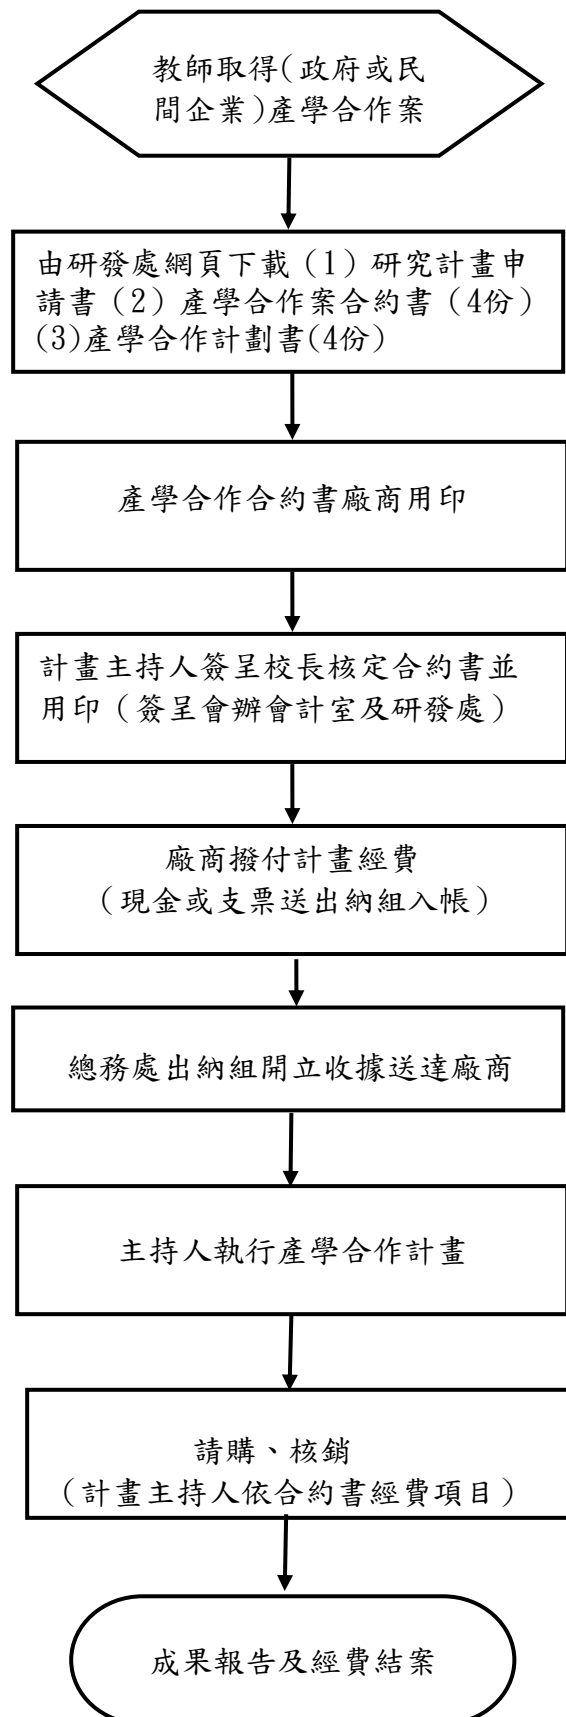 教師取得(政府或民
間企業)產學合作案
由研發處網頁下載（1）研究計畫申
請書（2）產學合作案合約書（4份）
(3)產學合作計劃書(4份)
產學合作合約書廠商用印
計畫主持人簽呈校長核定合約書並
用印（簽呈會辦會計室及研發處）
廠商撥付計畫經費
（現金或支票送出納組入帳）
總務處出納組開立收據送達廠商
主持人執行產學合作計畫
請購、核銷
（計畫主持人依合約書經費項目）
成果報告及經費結案